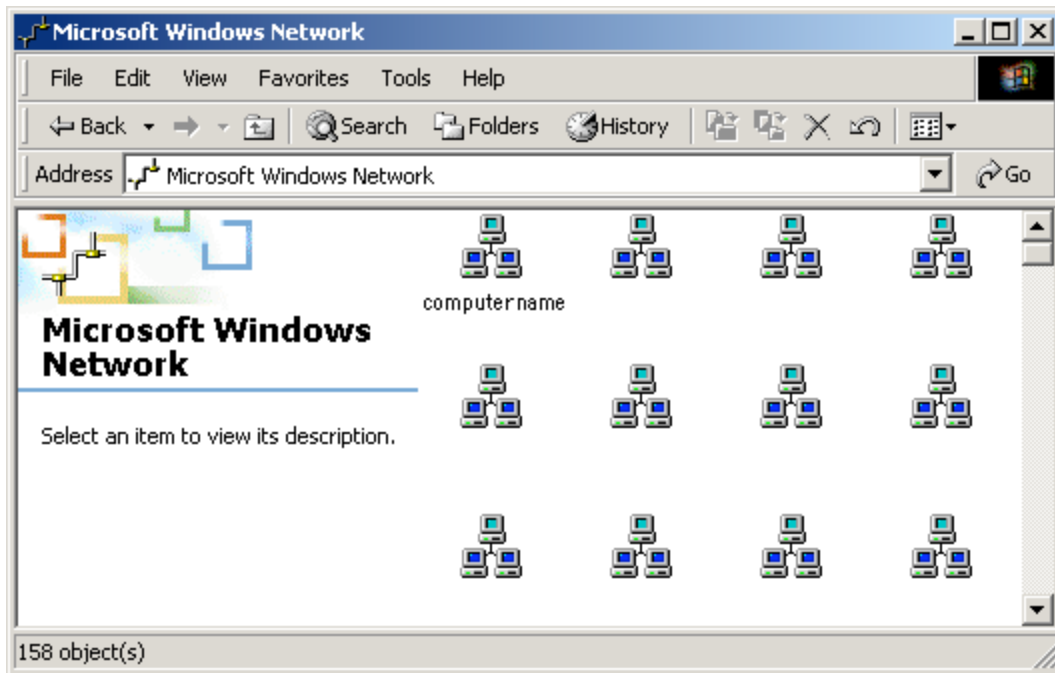 Microsoft Windows Network
File Edit View Favorites Tools Help
Back Search Folders History
Address Microsoft Windows Network Go
computername
Microsoft Windows
Network
Select an item to view its description.
158 object(s)